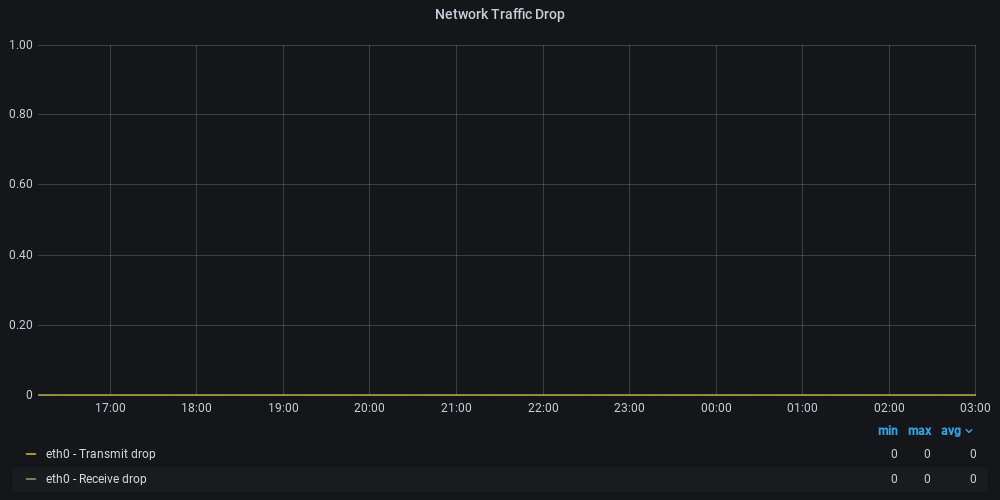 Network Traffic Drop
1.00
0.80
0.60
0.40
0.20
0
17:00 18:00 19:00 20:00 21:00 22:00 23:00 00:00 01:00 02:00 03:00
min max avg
eth0 - Transmit drop 0 0 0
eth0 - Receive drop 0 0 0